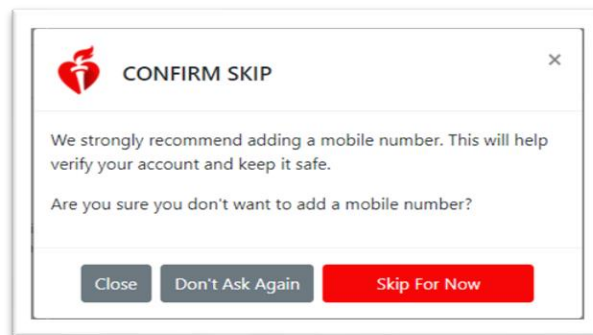 CONFIRM SKIP
×
We strongly recommend adding a mobile number. This will help
verify your account and keep it safe.
Are you sure you don't want to add a mobile number?
Close
Don't Ask Again
Skip For Now